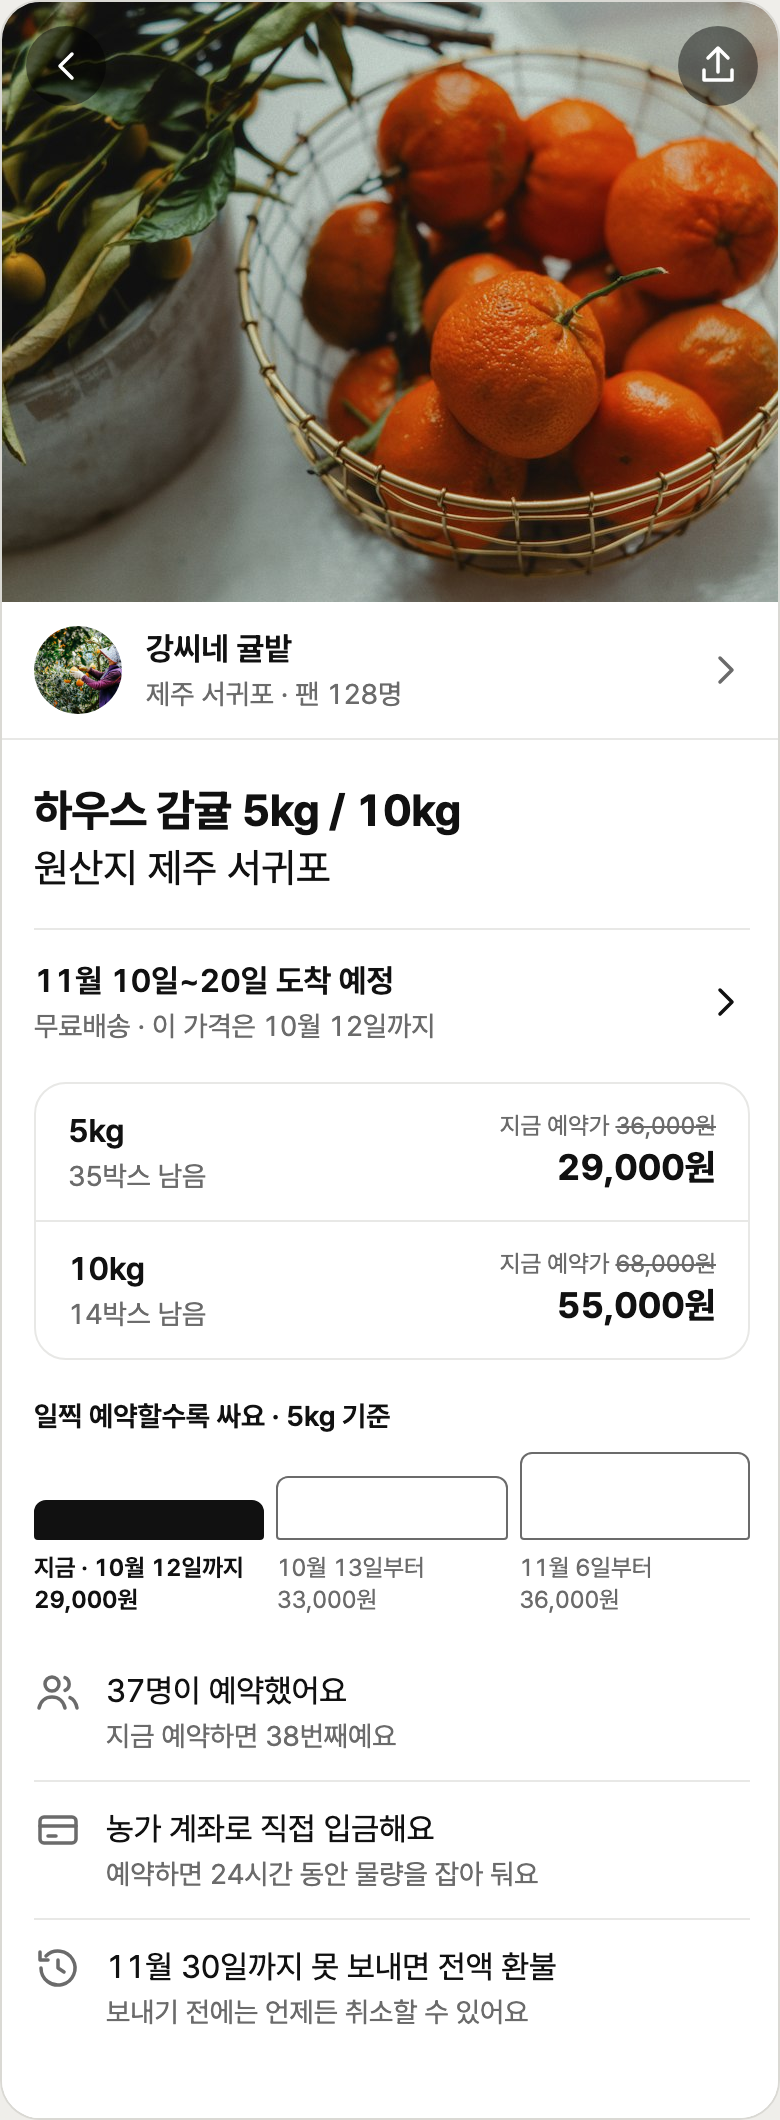 강씨네 귤밭
제주 서귀포 · 팬 128명
하우스 감귤 5kg / 10kg
원산지 제주 서귀포
11월 10일~20일 도착 예정
무료배송 · 이 가격은 10월 12일까지
5kg
지금 예약가 36,000원
35박스 남음
29,000원
10kg
지금 예약가 68,000원
14박스 남음
55,000원
일찍 예약할수록 싸요 · 5kg 기준
지금 · 10월 12일까지
29,000원
10월 13일부터
33,000원
11월 6일부터
36,000원
37명이 예약했어요
지금 예약하면 38번째예요
농가 계좌로 직접 입금해요
예약하면 24시간 동안 물량을 잡아 둬요
11월 30일까지 못 보내면 전액 환불
보내기 전에는 언제든 취소할 수 있어요